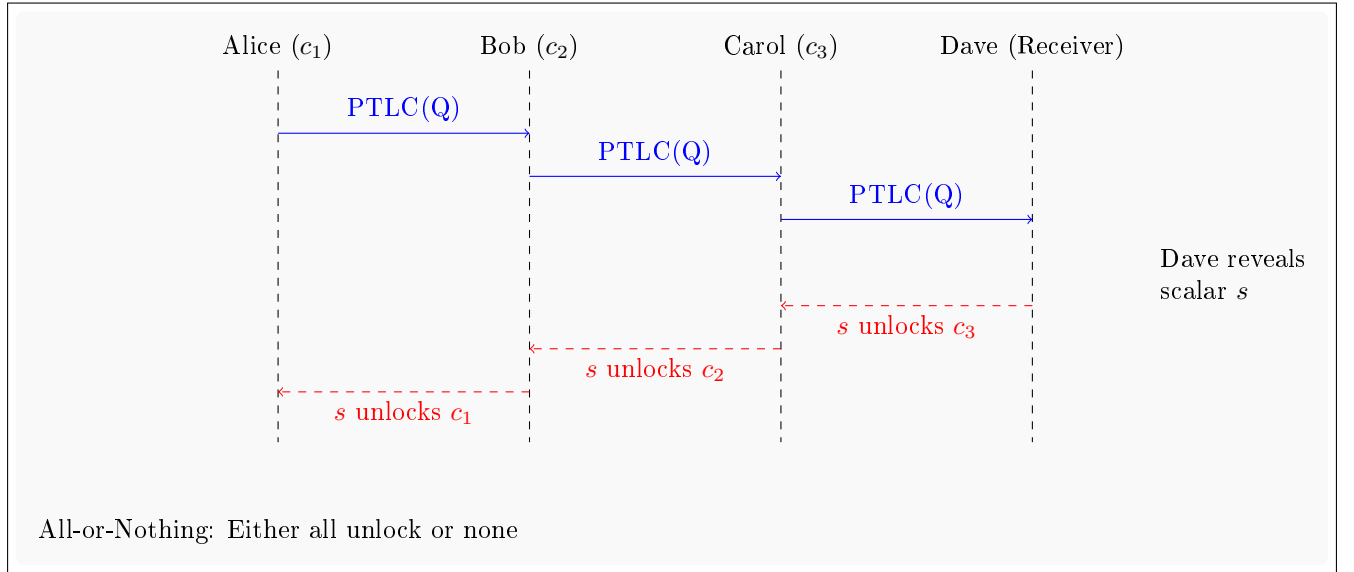 Alice (c₁) Bob (c₂) Carol (c₃) Dave (Receiver)
PTLC(Q)
PTLC(Q)
PTLC(Q)
Dave reveals
scalar s
s unlocks c₃
s unlocks c₂
s unlocks c₁
All-or-Nothing: Either all unlock or none